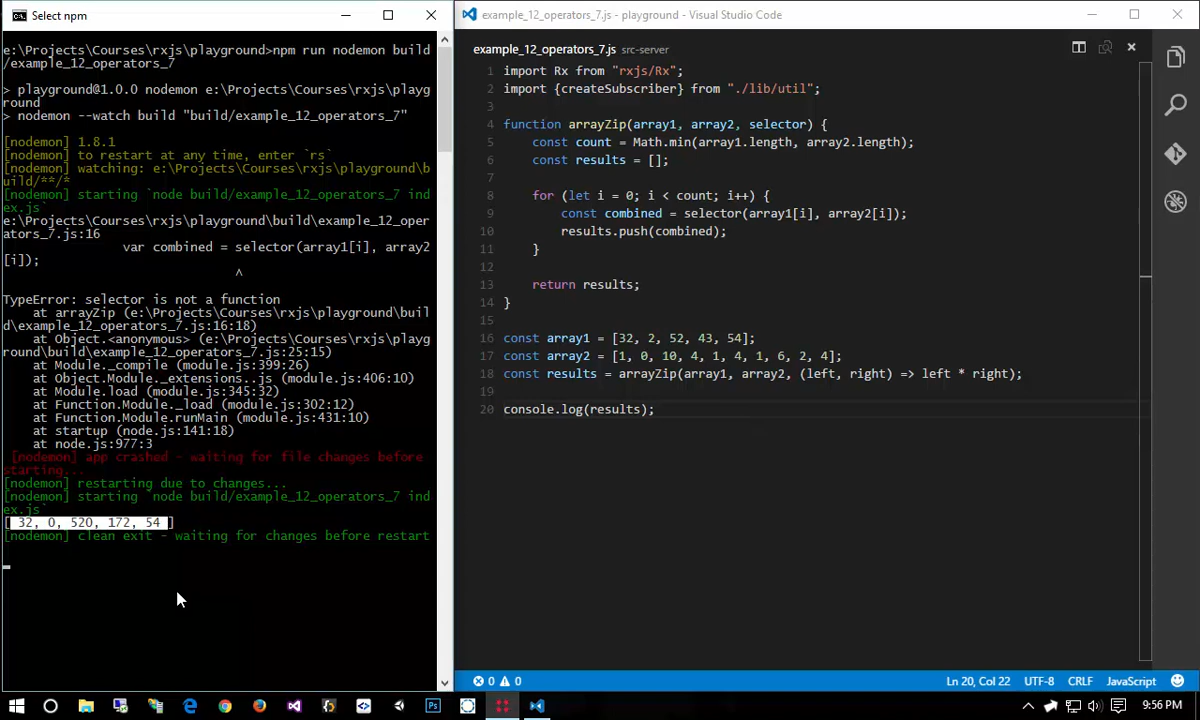 Select npm
e:\Projects\Courses\rxjs\playground>npm run nodemon build
/example_12_operators_7
> playground@1.0.0 nodemon e:\Projects\Courses\rxjs\playg
round
> nodemon --watch build "build/example_12_operators_7"
[nodemon] 1.8.1
[nodemon] to restart at any time, enter `rs`
[nodemon] watching: e:\Projects\Courses\rxjs\playground\b
uild/**/*
[nodemon] starting `node build/example_12_operators_7 ind
ex.js`
e:\Projects\Courses\rxjs\playground\build\example_12_oper
ators_7.js:16
var combined = selector(array1[i], array2
[i]);
^
TypeError: selector is not a function
at arrayZip (e:\Projects\Courses\rxjs\playground\buil
d\example_12_operators_7.js:16:18)
at Object.<anonymous> (e:\Projects\Courses\rxjs\playg
round\build\example_12_operators_7.js:25:15)
at Module._compile (module.js:399:26)
at Object.Module._extensions..js (module.js:406:10)
at Module.load (module.js:345:32)
at Function.Module._load (module.js:302:12)
at Function.Module.runMain (module.js:431:10)
at startup (node.js:141:18)
at node.js:977:3
[nodemon] app crashed - waiting for file changes before
starting...
[nodemon] restarting due to changes...
[nodemon] starting `node build/example_12_operators_7 ind
ex.js`
[ 32, 0, 520, 172, 54 ]
[nodemon] clean exit - waiting for changes before restart
example_12_operators_7.js - playground - Visual Studio Code
example_12_operators_7.js src-server
1 import Rx from "rxjs/Rx";
2 import {createSubscriber} from "./lib/util";
3
4 function arrayZip(array1, array2, selector) {
5 const count = Math.min(array1.length, array2.length);
6 const results = [];
7
8 for (let i = 0; i < count; i++) {
9 const combined = selector(array1[i], array2[i]);
10 results.push(combined);
11 }
12
13 return results;
14 }
15
16 const array1 = [32, 2, 52, 43, 54];
17 const array2 = [1, 0, 10, 4, 1, 4, 1, 6, 2, 4];
18 const results = arrayZip(array1, array2, (left, right) => left * right);
19
20 console.log(results);
0 0 Ln 20, Col 22 UTF-8 CRLF JavaScript
Ps
9:56 PM